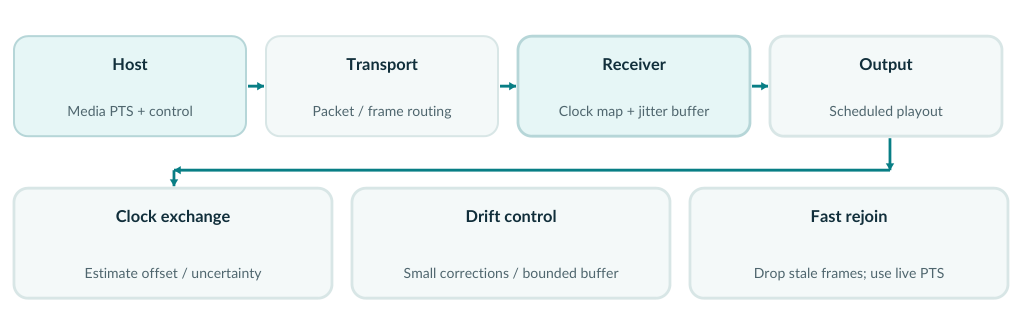 Host
Media PTS + control
Transport
Packet / frame routing
Receiver
Clock map + jitter buffer
Output
Scheduled playout
Clock exchange
Estimate offset / uncertainty
Drift control
Small corrections / bounded buffer
Fast rejoin
Drop stale frames; use live PTS